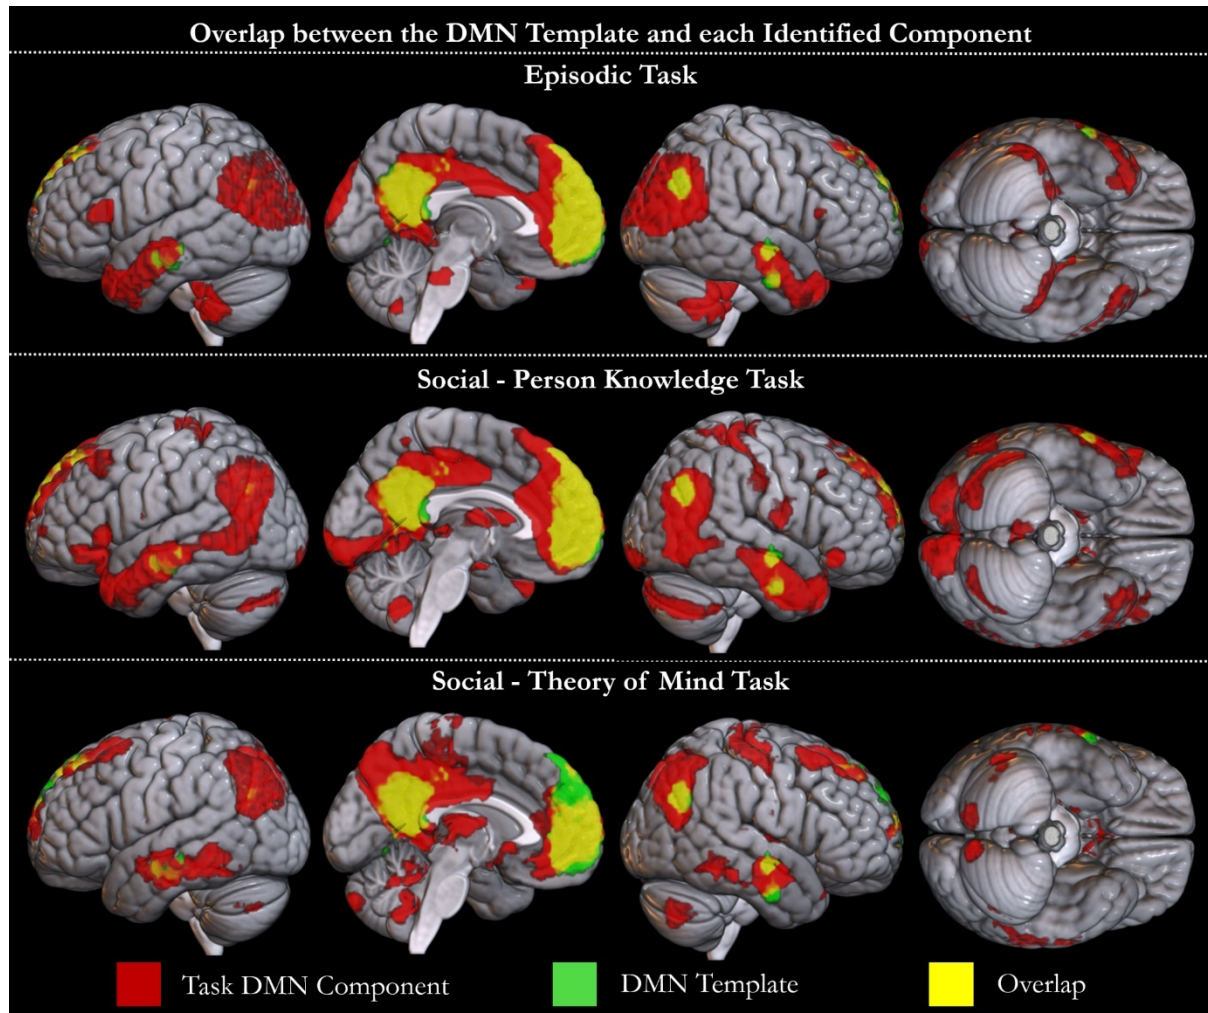 Overlap between the DMN Template and each Identified Component
Episodic Task
Social - Person Knowledge Task
Social - Theory of Mind Task
Task DMN Component
DMN Template
Overlap